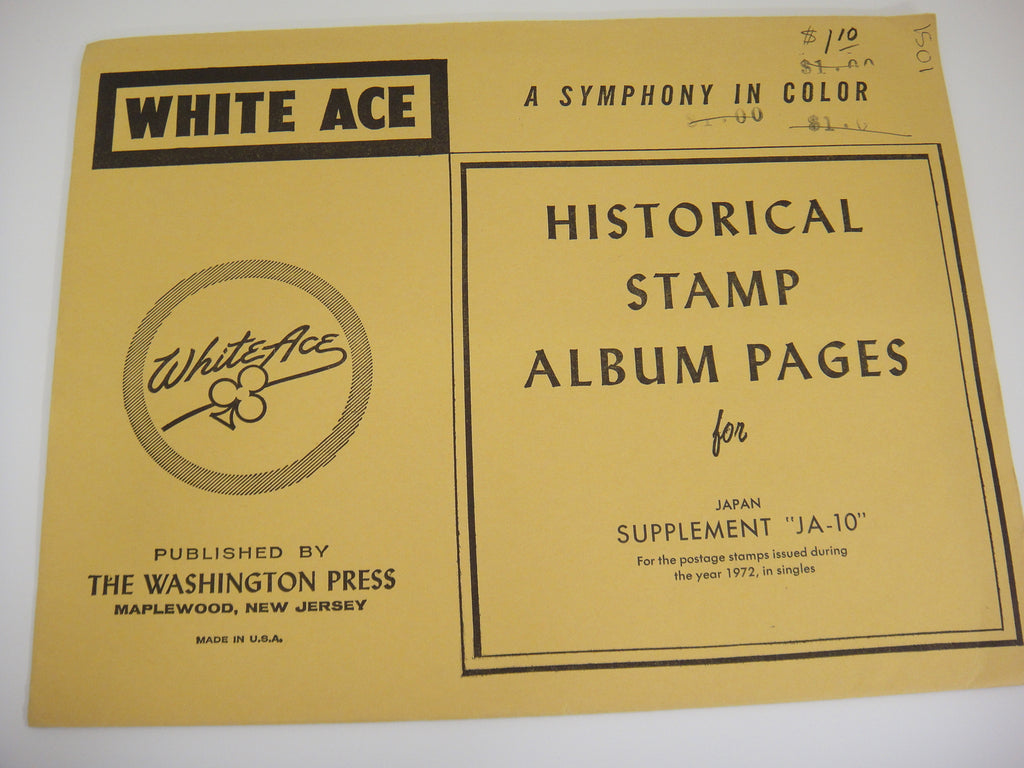 WHITE ACE
A SYMPHONY IN COLOR
$1.10
$1.00
1051
White Ace
PUBLISHED BY
THE WASHINGTON PRESS
MAPLEWOOD, NEW JERSEY
MADE IN U.S.A.
HISTORICAL
STAMP
ALBUM PAGES
for
JAPAN
SUPPLEMENT "JA-10"
For the postage stamps issued during
the year 1972, in singles